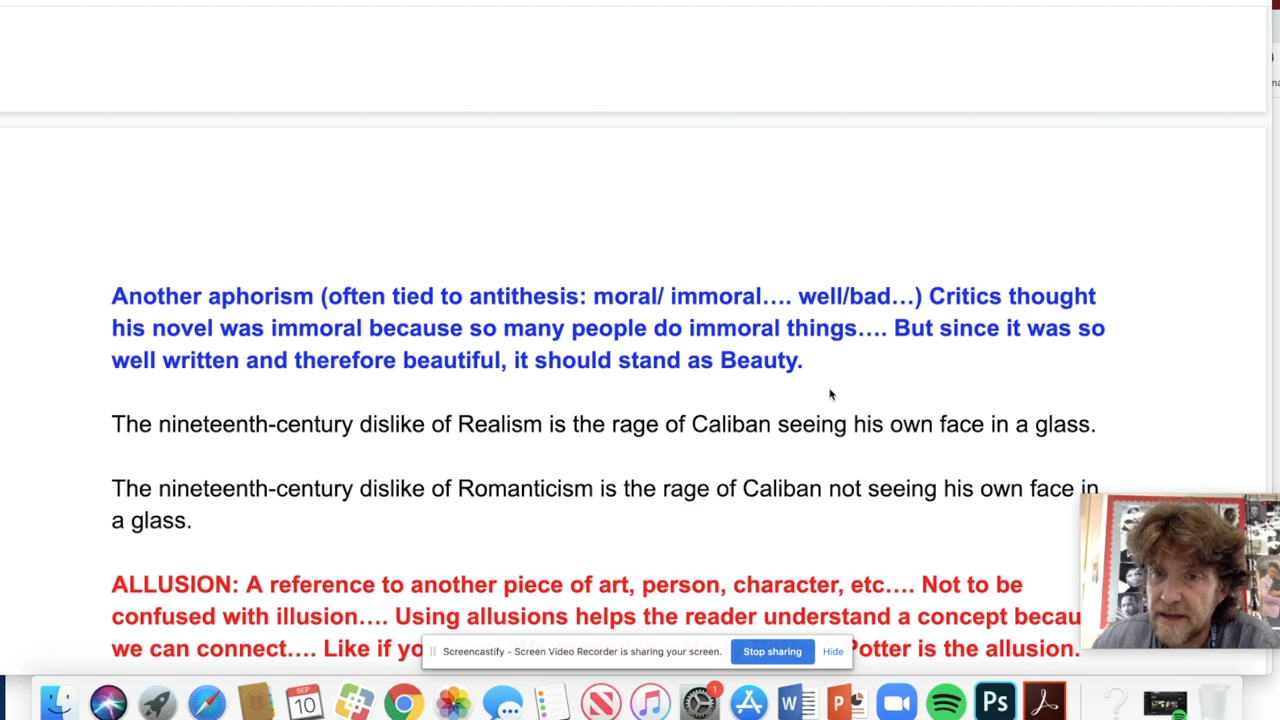 Another aphorism (often tied to antithesis: moral/ immoral…. well/bad…) Critics thought
his novel was immoral because so many people do immoral things…. But since it was so
well written and therefore beautiful, it should stand as Beauty.
The nineteenth-century dislike of Realism is the rage of Caliban seeing his own face in a glass.
The nineteenth-century dislike of Romanticism is the rage of Caliban not seeing his own face in
a glass.
ALLUSION: A reference to another piece of art, person, character, etc…. Not to be
confused with illusion…. Using allusions helps the reader understand a concept
we can connect…. Like if Potter is the allusion.
Screencastify - Screen Video Recorder is sharing your screen. Stop sharing Hide
SEP
10
1
W
P
Ps